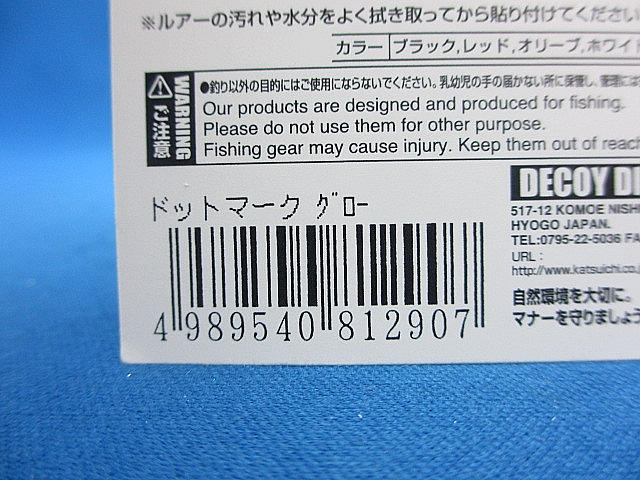 ※ルアーの汚れや水分をよく拭き取ってから貼り付けてください
カラー ブラック,レッド,オリーブ,ホワイト
⚠WARNING
ご注意
●釣り以外の目的にはご使用にならないでください。乳幼児の手の届かない所に保管し、管理には
Our products are designed and produced for fishing.
Please do not use them for other purpose.
Fishing gear may cause injury. Keep them out of reach
ドットマーク グロー
4 989540 812907
DECOY
517-12 KOMOE NISHI
HYOGO JAPAN.
TEL:0795-22-5036 FA
URL:
http://www.katsuichi.co.j
自然環境を大切に。
マナーを守りましょう